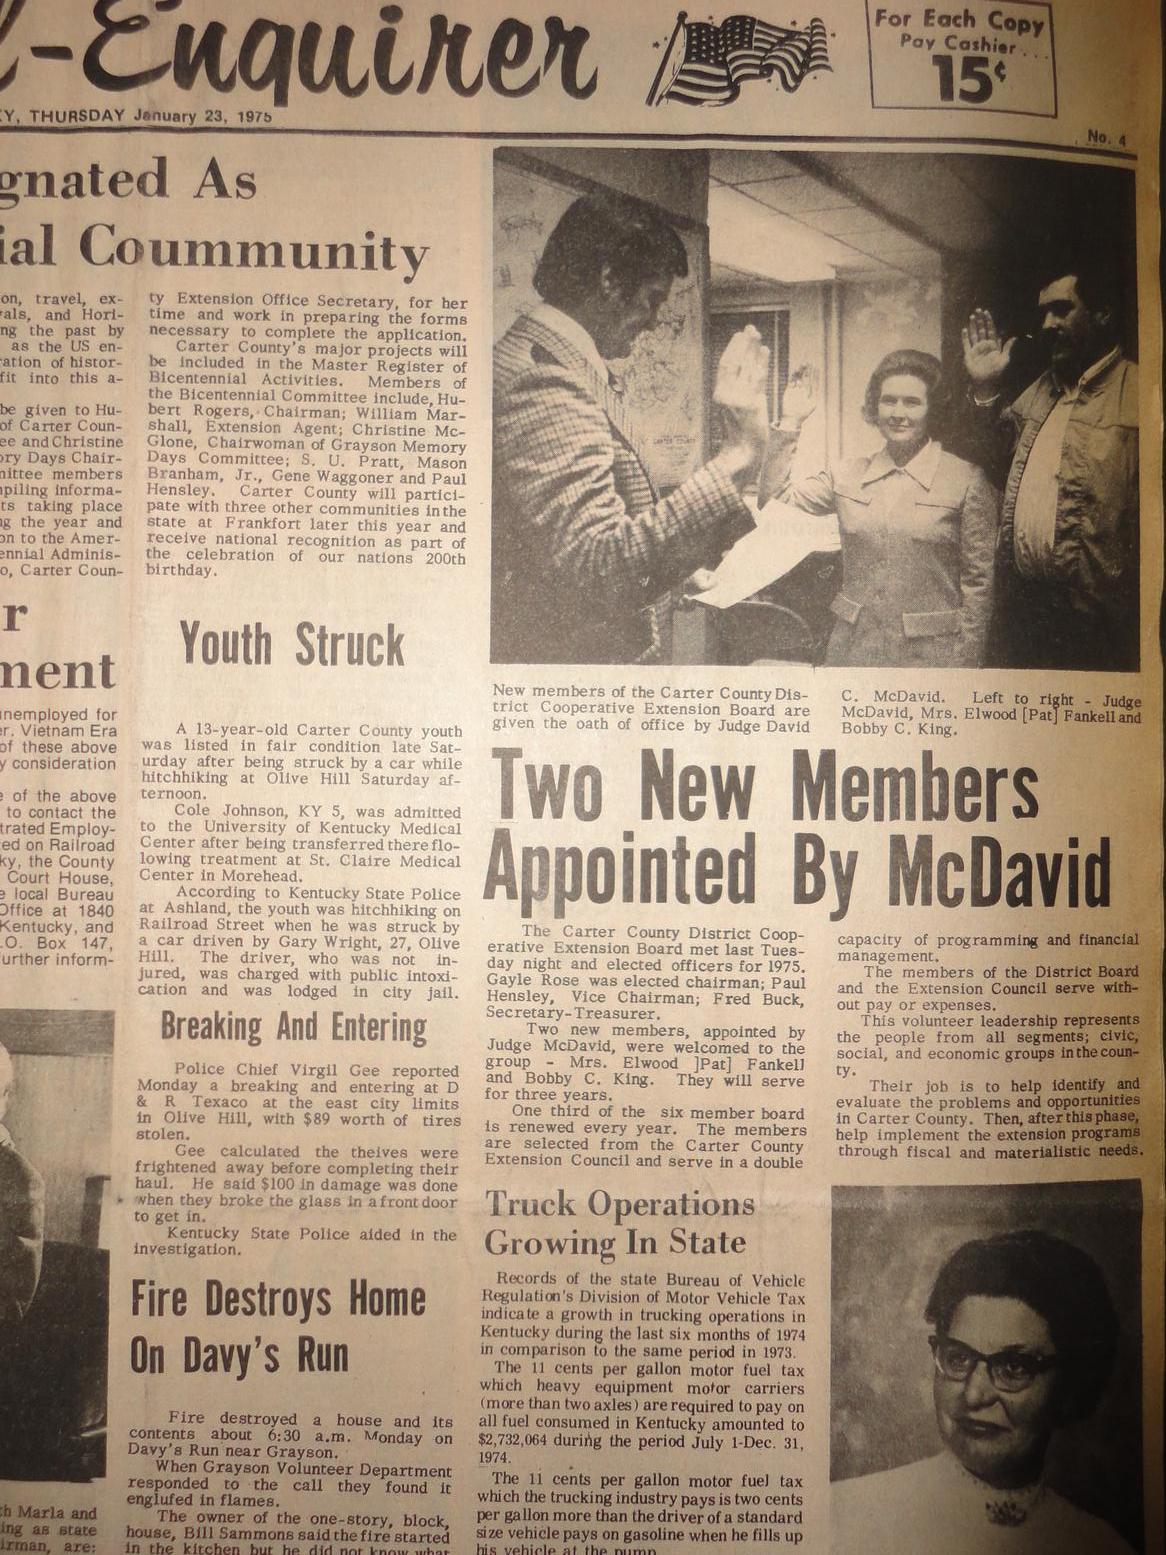 -Enquirer
For Each Copy
Pay Cashier . . .
15¢
KY, THURSDAY January 23, 1975
No. 4
gnated As
ial Coummunity
on, travel, ex-
vals, and Hori-
ng the past by
as the US en-
ration of histor-
fit into this a-
be given to Hu-
of Carter Coun-
ee and Christine
ory Days Chair-
mittee members
mpiling informa-
ts taking place
ng the year and
on to the Amer-
ennial Adminis-
o, Carter Coun-
ty Extension Office Secretary, for her
time and work in preparing the forms
necessary to complete the application.
Carter County's major projects will
be included in the Master Register of
Bicentennial Activities. Members of
the Bicentennial Committee include, Hu-
bert Rogers, Chairman; William Mar-
shall, Extension Agent; Christine Mc-
Glone, Chairwoman of Grayson Memory
Days Committee; S. U. Pratt, Mason
Branham, Jr., Gene Waggoner and Paul
Hensley. Carter County will partici-
pate with three other communities in the
state at Frankfort later this year and
receive national recognition as part of
the celebration of our nations 200th
birthday.
r
ment
unemployed for
er, Vietnam Era
of these above
y consideration
e of the above
to contact the
trated Employ-
ed on Railroad
ky, the County
Court House,
e local Bureau
Office at 1840
Kentucky, and
.O. Box 147,
urther inform-
Youth Struck
A 13-year-old Carter County youth
was listed in fair condition late Sat-
urday after being struck by a car while
hitchhiking at Olive Hill Saturday af-
ternoon.
Cole Johnson, KY 5, was admitted
to the University of Kentucky Medical
Center after being transferred there flo-
lowing treatment at St. Claire Medical
Center in Morehead.
According to Kentucky State Police
at Ashland, the youth was hitchhiking on
Railroad Street when he was struck by
a car driven by Gary Wright, 27, Olive
Hill. The driver, who was not in-
jured, was charged with public intoxi-
cation and was lodged in city jail.
Breaking And Entering
Police Chief Virgil Gee reported
Monday a breaking and entering at D
& R Texaco at the east city limits
in Olive Hill, with $89 worth of tires
stolen.
Gee calculated the theives were
frightened away before completing their
haul. He said $100 in damage was done
when they broke the glass in a front door
to get in.
Kentucky State Police aided in the
investigation.
Fire Destroys Home
On Davy's Run
Fire destroyed a house and its
contents about 6:30 a.m. Monday on
Davy's Run near Grayson.
When Grayson Volunteer Department
responded to the call they found it
englufed in flames.
The owner of the one-story, block,
house, Bill Sammons said the fire started
in the kitchen but he did not know what
h Marla and
ing as state
irman, are:
New members of the Carter County Dis-
trict Cooperative Extension Board are
given the oath of office by Judge David
C. McDavid. Left to right - Judge
McDavid, Mrs. Elwood [Pat] Fankell and
Bobby C. King.
Two New Members
Appointed By McDavid
The Carter County District Coop-
erative Extension Board met last Tues-
day night and elected officers for 1975.
Gayle Rose was elected chairman; Paul
Hensley, Vice Chairman; Fred Buck,
Secretary-Treasurer.
Two new members, appointed by
Judge McDavid, were welcomed to the
group - Mrs. Elwood ]Pat] Fankell
and Bobby C. King. They will serve
for three years.
One third of the six member board
is renewed every year. The members
are selected from the Carter County
Extension Council and serve in a double
capacity of programming and financial
management.
The members of the District Board
and the Extension Council serve with-
out pay or expenses.
This volunteer leadership represents
the people from all segments; civic,
social, and economic groups in the coun-
ty.
Their job is to help identify and
evaluate the problems and opportunities
in Carter County. Then, after this phase,
help implement the extension programs
through fiscal and materialistic needs.
Truck Operations
Growing In State
Records of the state Bureau of Vehicle
Regulation's Division of Motor Vehicle Tax
indicate a growth in trucking operations in
Kentucky during the last six months of 1974
in comparison to the same period in 1973.
The 11 cents per gallon motor fuel tax
which heavy equipment motor carriers
(more than two axles) are required to pay on
all fuel consumed in Kentucky amounted to
$2,732,064 during the period July 1-Dec. 31,
1974.
The 11 cents per gallon motor fuel tax
which the trucking industry pays is two cents
per gallon more than the driver of a standard
size vehicle pays on gasoline when he fills up
his vehicle at the pump.